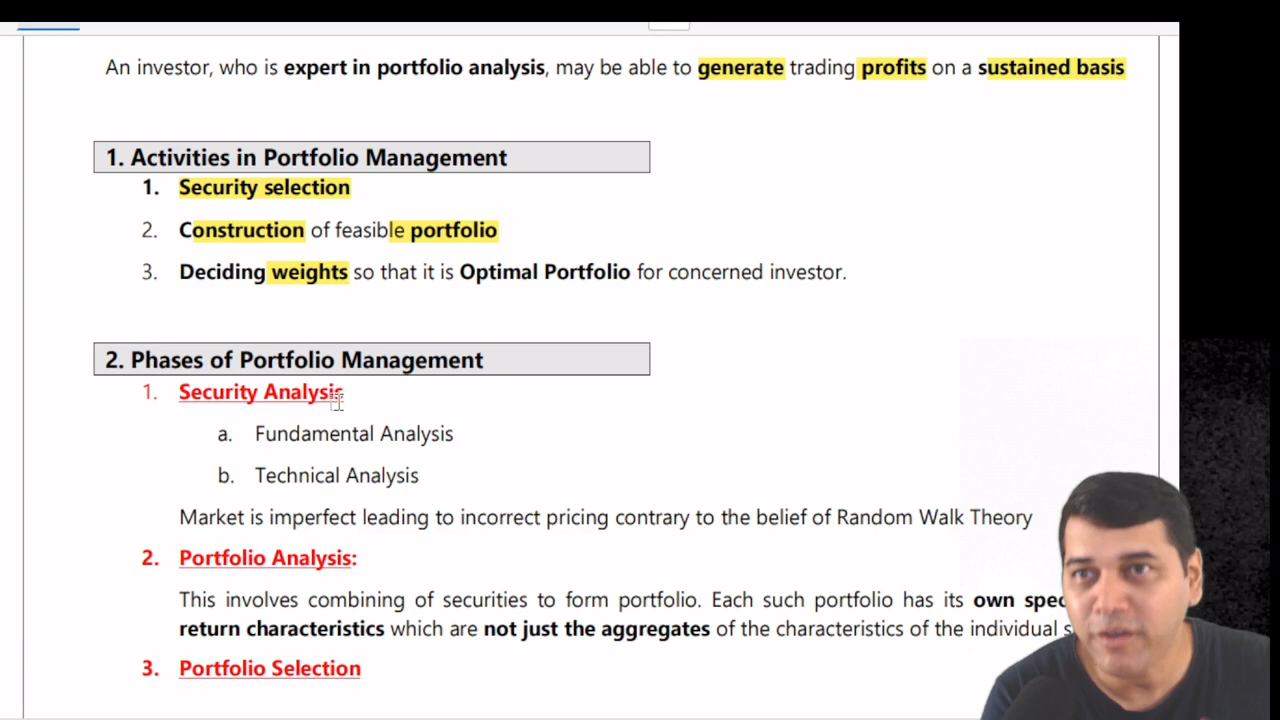 An investor, who is expert in portfolio analysis, may be able to generate trading profits on a sustained basis
1. Activities in Portfolio Management
1. Security selection
2. Construction of feasible portfolio
3. Deciding weights so that it is Optimal Portfolio for concerned investor.
2. Phases of Portfolio Management
1. Security Analysis
a. Fundamental Analysis
b. Technical Analysis
Market is imperfect leading to incorrect pricing contrary to the belief of Random Walk Theory
2. Portfolio Analysis:
This involves combining of securities to form portfolio. Each such portfolio has its own
return characteristics which are not just the aggregates of the characteristics of the individual
3. Portfolio Selection